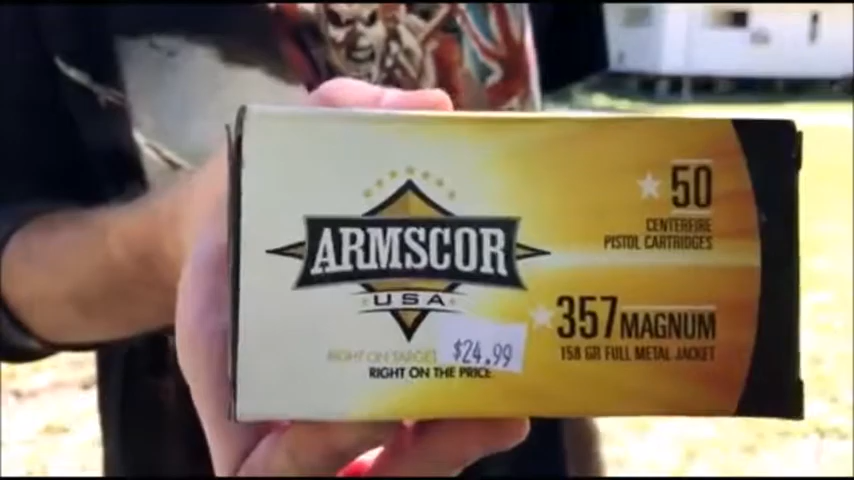 ARMSCOR
USA
RIGHT ON TARGET
RIGHT ON THE PRICE
$24.99
50
CENTERFIRE
PISTOL CARTRIDGES
357 MAGNUM
158 GR FULL METAL JACKET